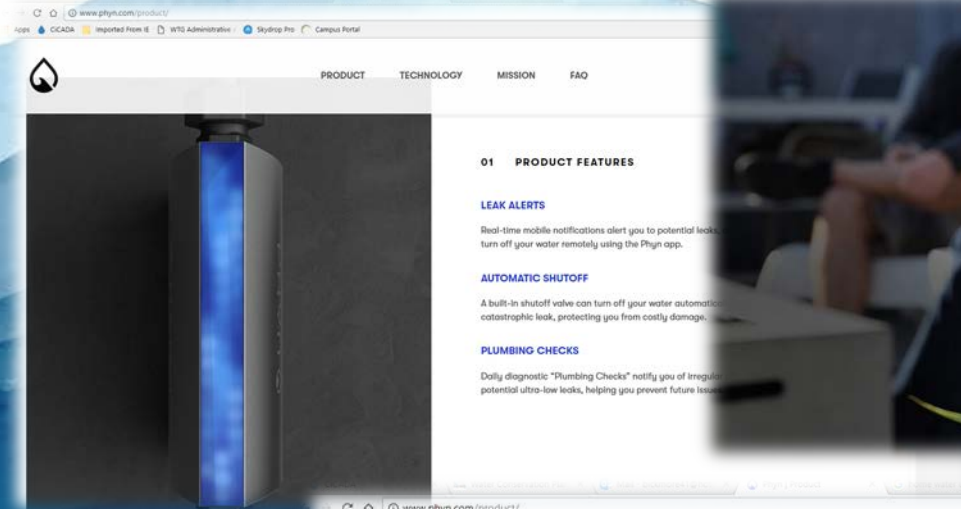 www.phyn.com/product/
Apps CiCADA Imported From IE WTG Administrative Skydrop Pro Campus Portal
PRODUCT TECHNOLOGY MISSION FAQ
01 PRODUCT FEATURES
LEAK ALERTS
Real-time mobile notifications alert you to potential leaks,
turn off your water remotely using the Phyn app.
AUTOMATIC SHUTOFF
A built-in shutoff valve can turn off your water
catastrophic leak, protecting you from costly damage.
PLUMBING CHECKS
Daily diagnostic "Plumbing Checks" notify you of
potential ultra-low leaks, helping you prevent future
www.phyn.com/product/